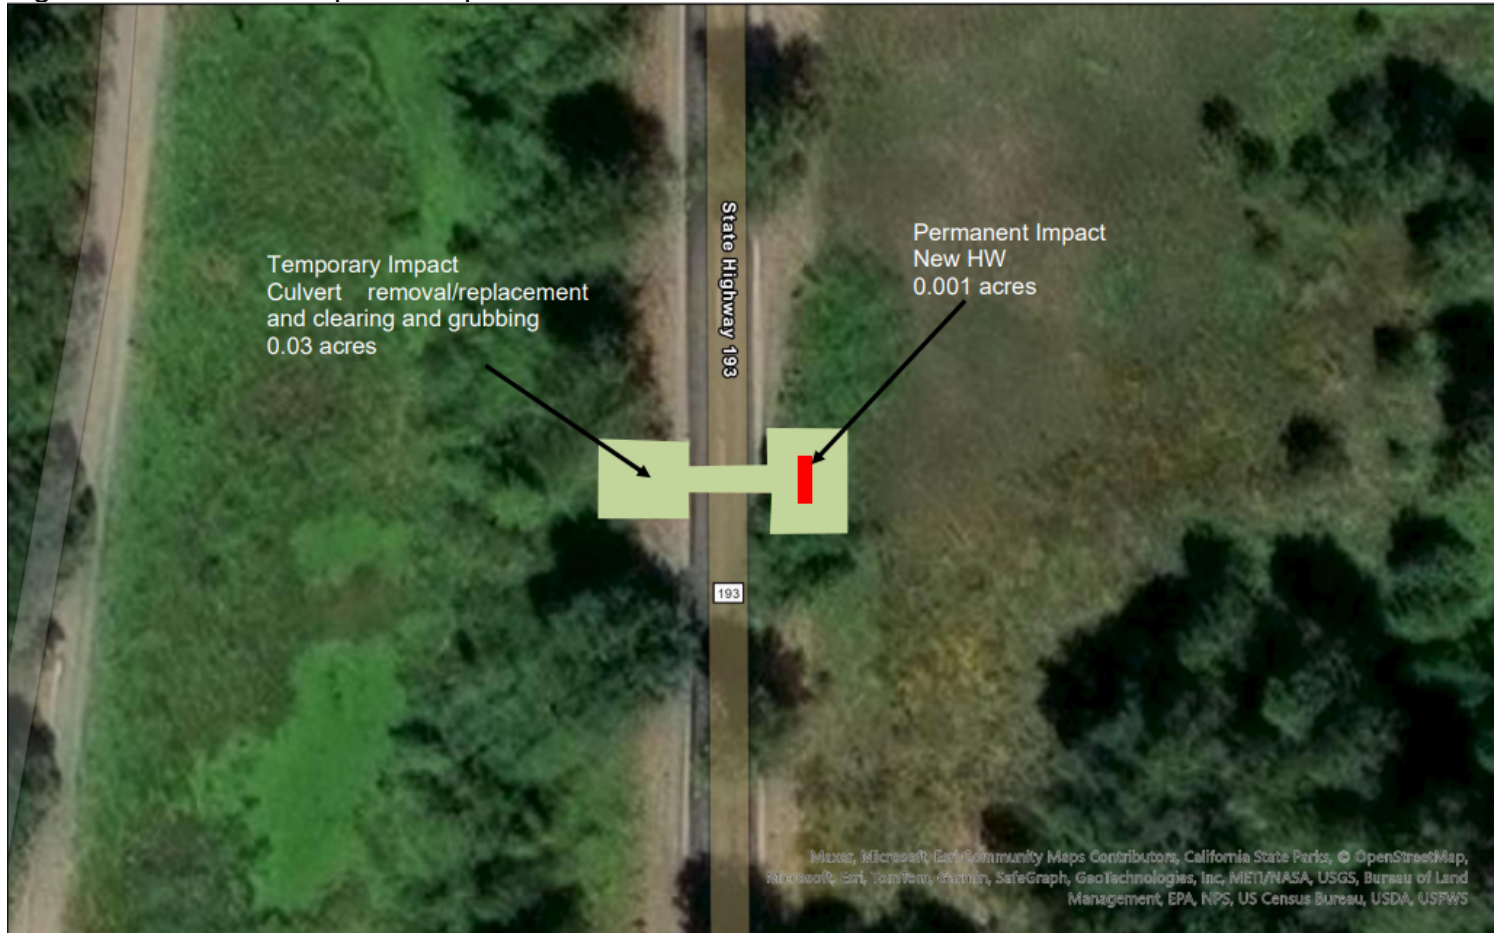 Temporary Impact
Culvert removal/replacement
and clearing and grubbing
0.03 acres
State Highway 193
Permanent Impact
New HW
0.001 acres
193
Maxar, Microsoft, Esri Community Maps Contributors, California State Parks, © OpenStreetMap,
Microsoft, Esri, TomTom, Garmin, SafeGraph, GeoTechnologies, Inc, METI/NASA, USGS, Bureau of Land
Management, EPA, NPS, US Census Bureau, USDA, USFWS